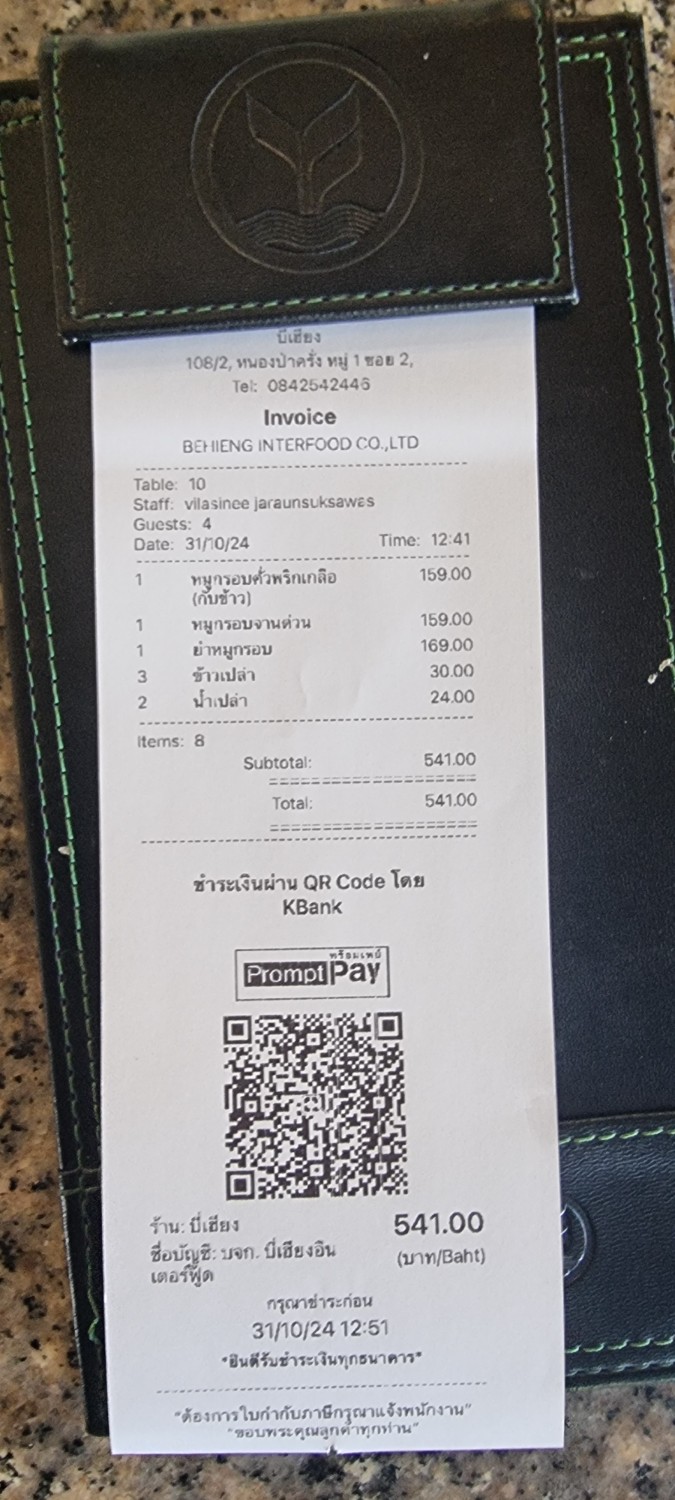 บี่เฮียง
108/2, หนองป่าครั่ง หมู่ 1 ซอย 2,
Tel: 0842542446
Invoice
BEHIENG INTERFOOD CO.,LTD
Table: 10
Staff: vilasinee jaraunsuksawas
Guests: 4
Date: 31/10/24 Time: 12:41
1 หมูกรอบคั่วพริกเกลือ 159.00
(กับข้าว)
1 หมูกรอบจานด่วน 159.00
1 ยำหมูกรอบ 169.00
3 ข้าวเปล่า 30.00
2 น้ำเปล่า 24.00
Items: 8
Subtotal: 541.00
Total: 541.00
ชำระเงินผ่าน QR Code โดย
KBank
พร้อมเพย์
PromptPay
ร้าน: บี่เฮียง 541.00
ชื่อบัญชี: บจก. บี่เฮียงอิน (บาท/Baht)
เตอร์ฟู้ด
กรุณาชำระก่อน
31/10/24 12:51
*ยินดีรับชำระเงินทุกธนาคาร*
"ต้องการใบกำกับภาษีกรุณาแจ้งพนักงาน"
"ขอบพระคุณลูกค้าทุกท่าน"